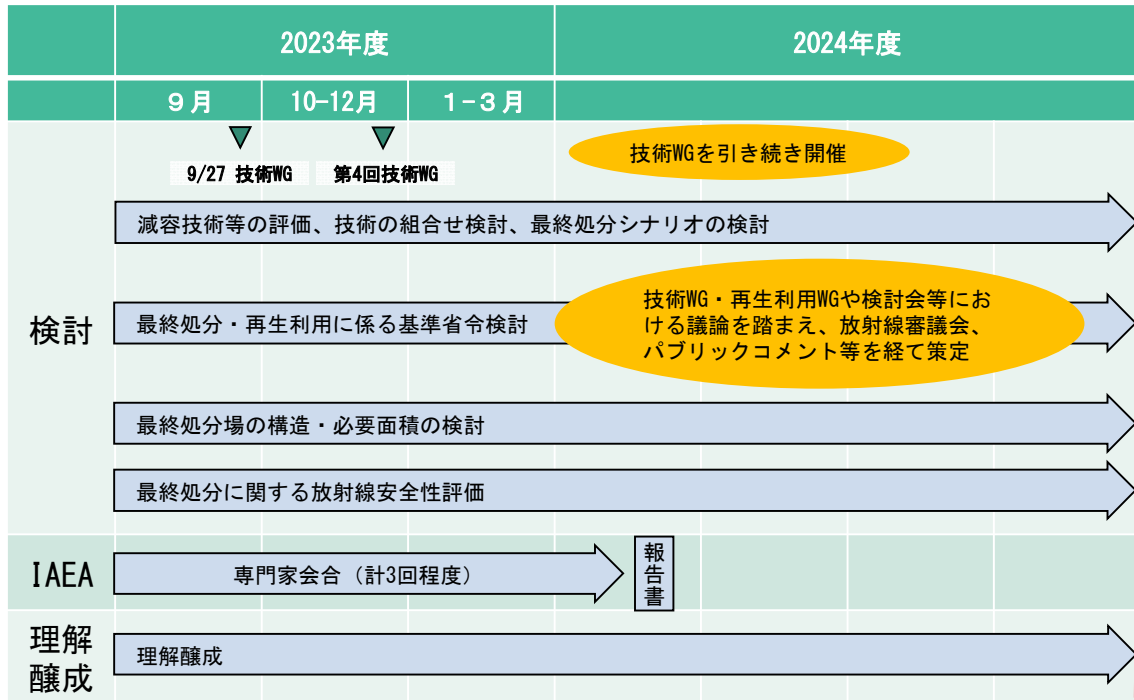 2023年度
2024年度
９月
10-12月
１-３月
9/27 技術WG
第4回技術WG
技術WGを引き続き開催
検討
減容技術等の評価、技術の組合せ検討、最終処分シナリオの検討
最終処分・再生利用に係る基準省令検討
技術WG・再生利用WGや検討会等にお
ける議論を踏まえ、放射線審議会、
パブリックコメント等を経て策定
最終処分場の構造・必要面積の検討
最終処分に関する放射線安全性評価
IAEA
専門家会合（計3回程度）
報告書
理解
醸成
理解醸成